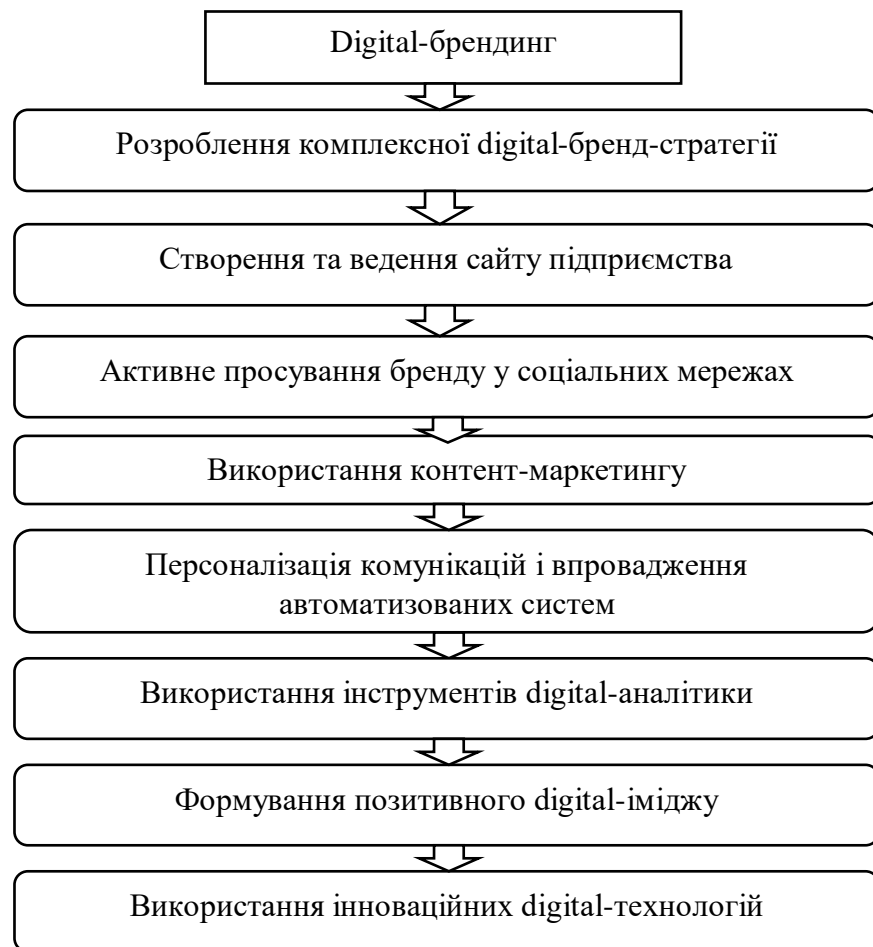 Digital-брендинг
Розроблення комплексної digital-бренд-стратегії
Створення та ведення сайту підприємства
Активне просування бренду у соціальних мережах
Використання контент-маркетингу
Персоналізація комунікацій і впровадження
автоматизованих систем
Використання інструментів digital-аналітики
Формування позитивного digital-іміджу
Використання інноваційних digital-технологій